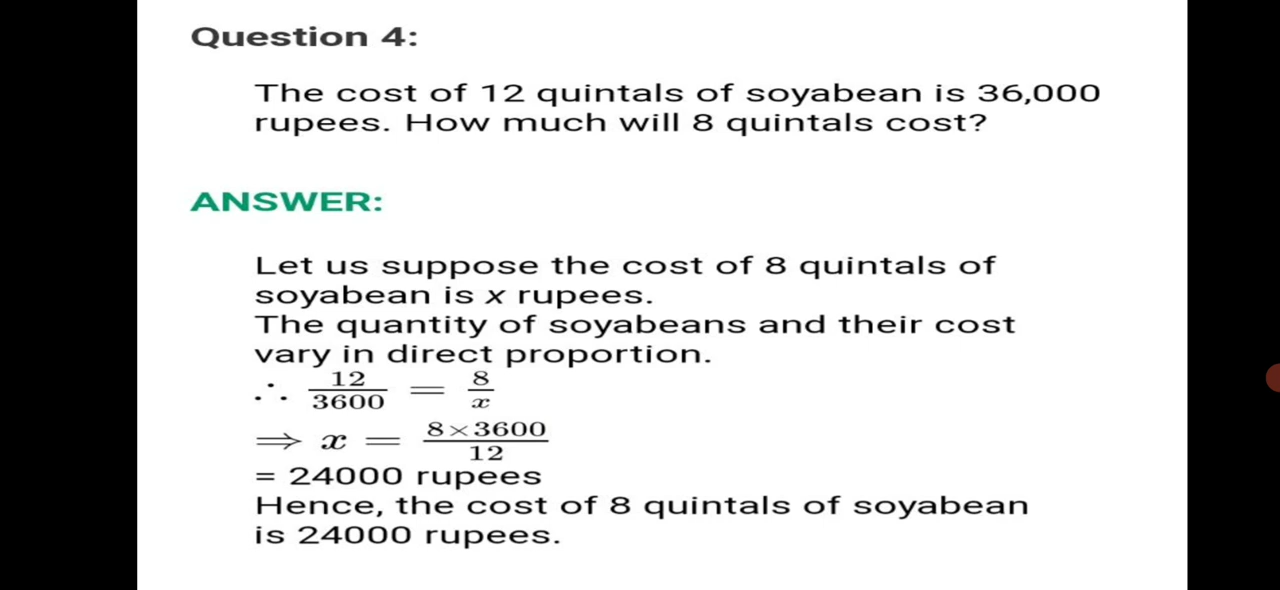 Question 4:
The cost of 12 quintals of soyabean is 36,000
rupees. How much will 8 quintals cost?
ANSWER:
Let us suppose the cost of 8 quintals of
soyabean is x rupees.
The quantity of soyabeans and their cost
vary in direct proportion.
∴ 12/3600 = 8/x
⇒ x = 8×3600/12
= 24000 rupees
Hence, the cost of 8 quintals of soyabean
is 24000 rupees.